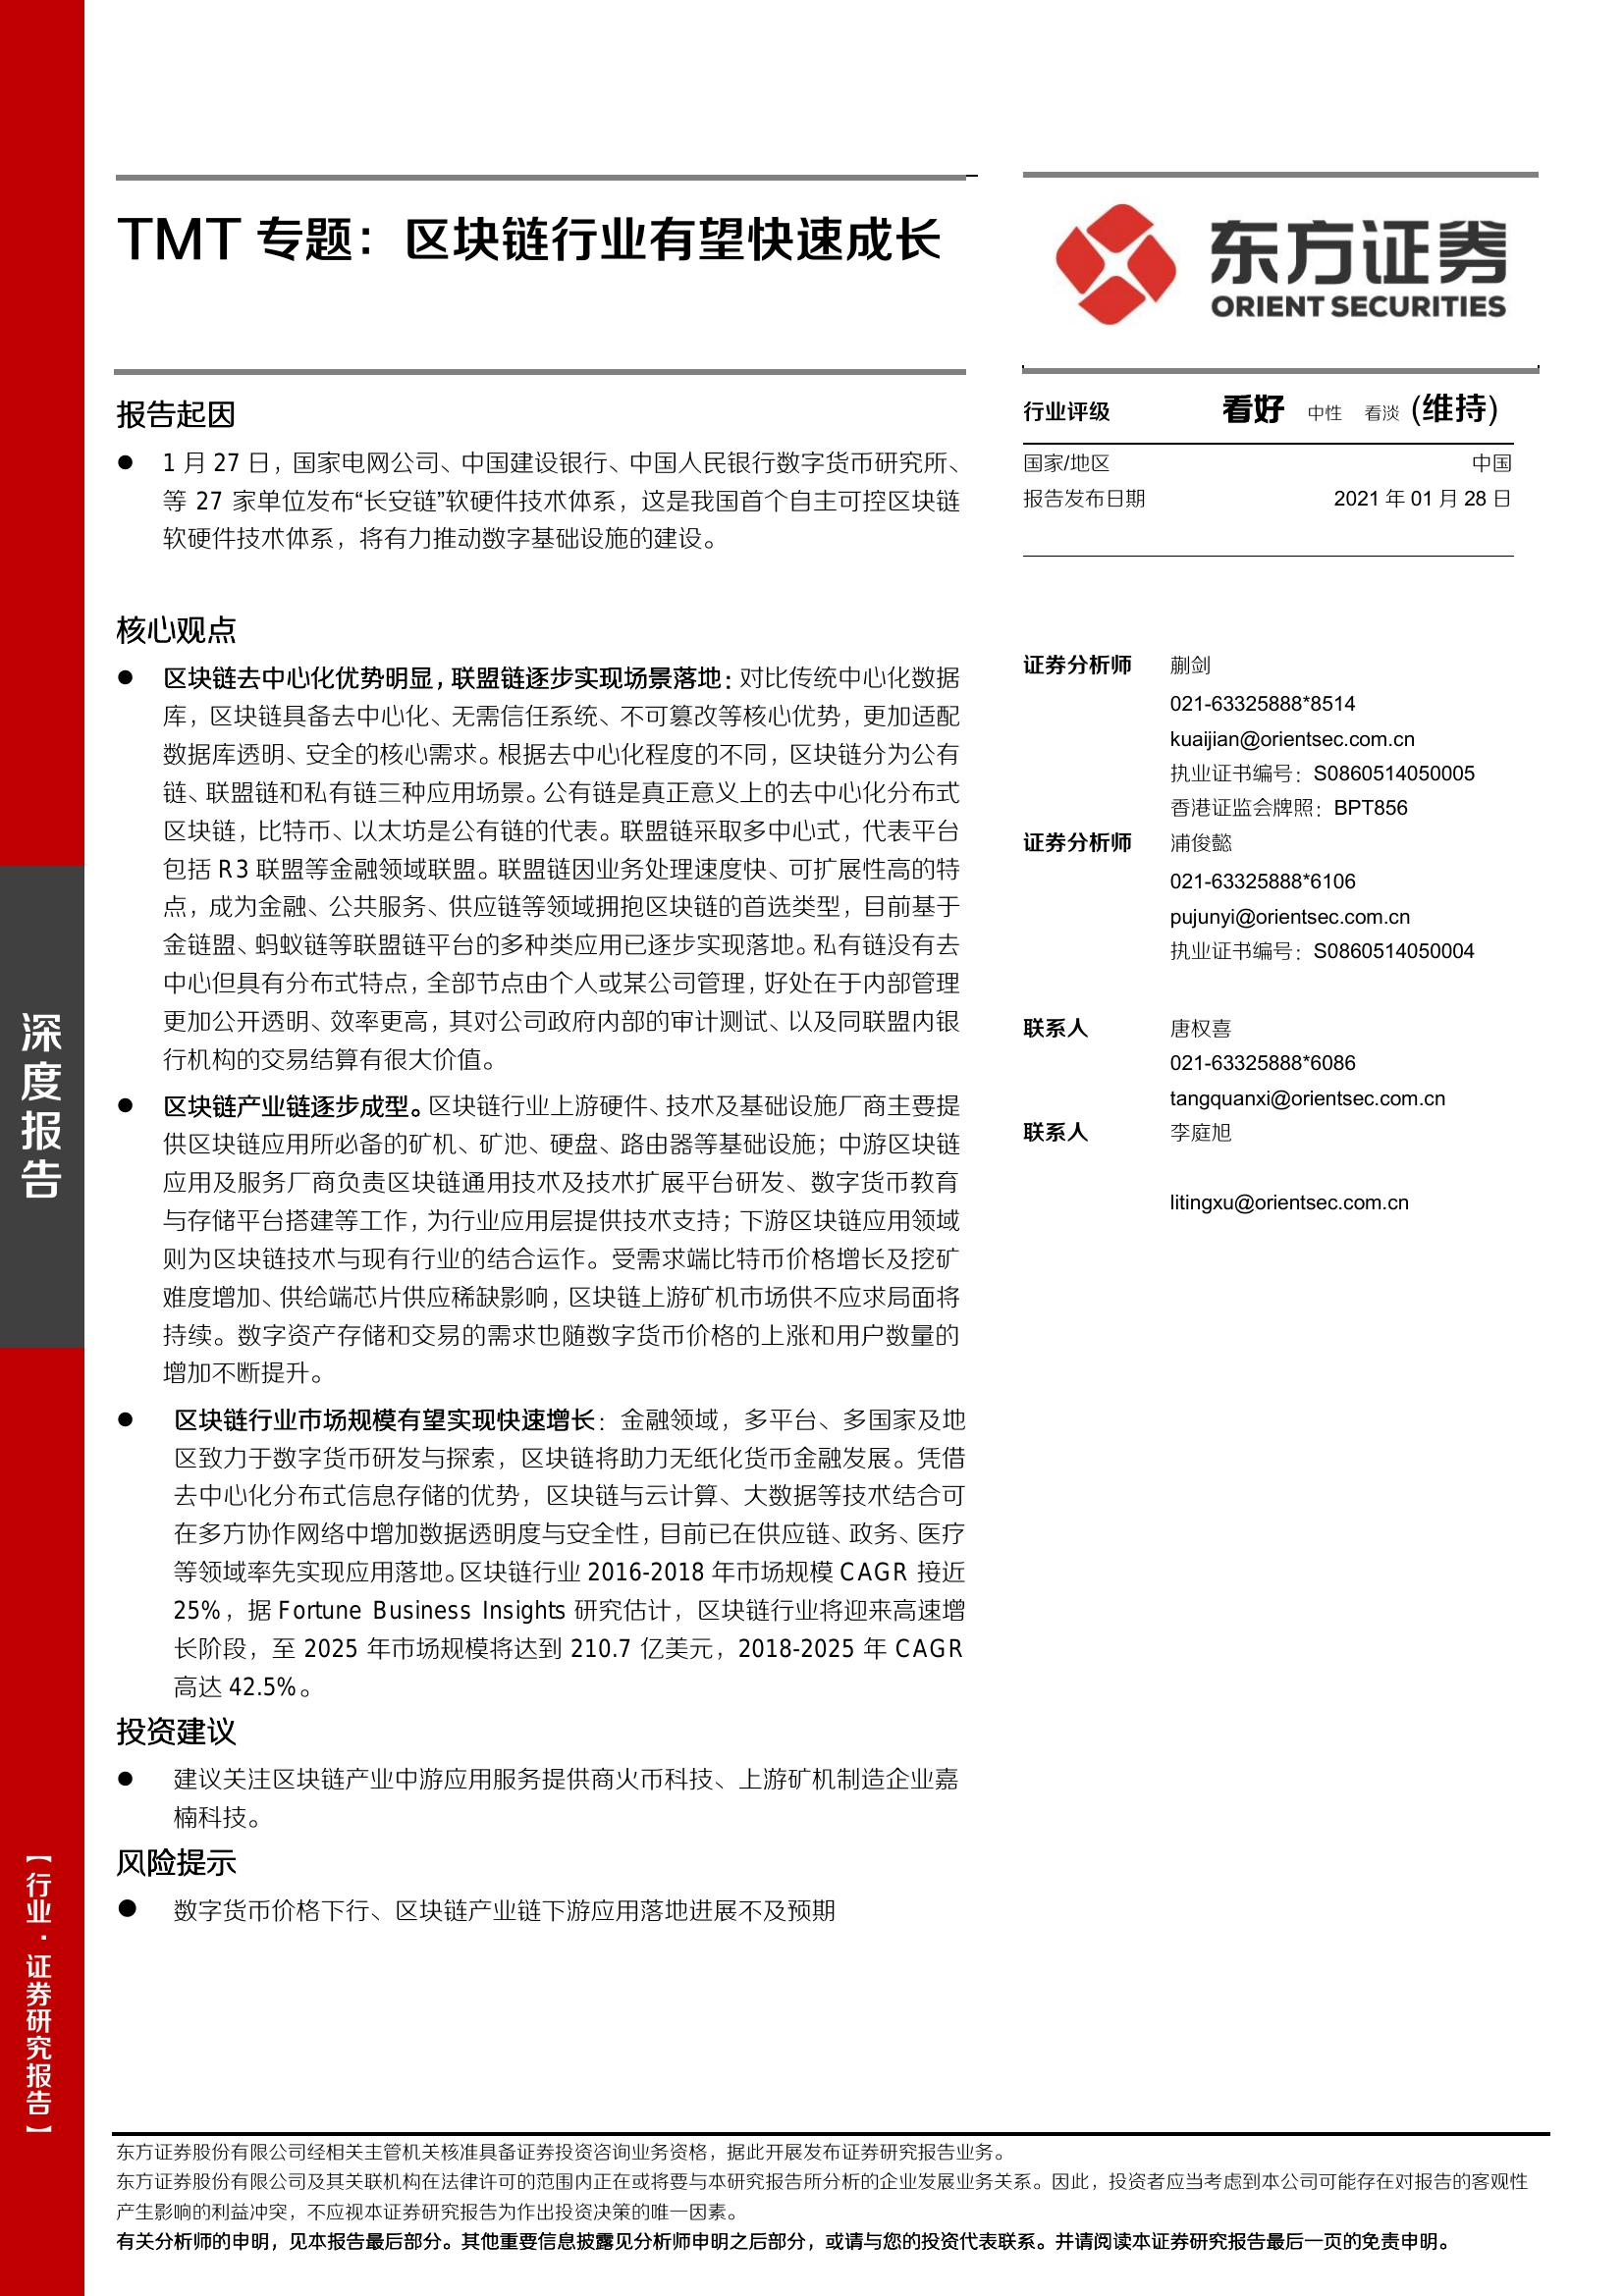 TMT 专题：区块链行业有望快速成长
东方证券
ORIENT SECURITIES
报告起因
● 1 月 27 日，国家电网公司、中国建设银行、中国人民银行数字货币研究所、
等 27 家单位发布“长安链”软硬件技术体系，这是我国首个自主可控区块链
软硬件技术体系，将有力推动数字基础设施的建设。
核心观点
● 区块链去中心化优势明显，联盟链逐步实现场景落地：对比传统中心化数据
库，区块链具备去中心化、无需信任系统、不可篡改等核心优势，更加适配
数据库透明、安全的核心需求。根据去中心化程度的不同，区块链分为公有
链、联盟链和私有链三种应用场景。公有链是真正意义上的去中心化分布式
区块链，比特币、以太坊是公有链的代表。联盟链采取多中心式，代表平台
包括 R3 联盟等金融领域联盟。联盟链因业务处理速度快、可扩展性高的特
点，成为金融、公共服务、供应链等领域拥抱区块链的首选类型，目前基于
金链盟、蚂蚁链等联盟链平台的多种类应用已逐步实现落地。私有链没有去
中心但具有分布式特点，全部节点由个人或某公司管理，好处在于内部管理
更加公开透明、效率更高，其对公司政府内部的审计测试、以及同联盟内银
行机构的交易结算有很大价值。
● 区块链产业链逐步成型。区块链行业上游硬件、技术及基础设施厂商主要提
供区块链应用所必备的矿机、矿池、硬盘、路由器等基础设施；中游区块链
应用及服务厂商负责区块链通用技术及技术扩展平台研发、数字货币教育
与存储平台搭建等工作，为行业应用层提供技术支持；下游区块链应用领域
则为区块链技术与现有行业的结合运作。受需求端比特币价格增长及挖矿
难度增加、供给端芯片供应稀缺影响，区块链上游矿机市场供不应求局面将
持续。数字资产存储和交易的需求也随数字货币价格的上涨和用户数量的
增加不断提升。
● 区块链行业市场规模有望实现快速增长：金融领域，多平台、多国家及地
区致力于数字货币研发与探索，区块链将助力无纸化货币金融发展。凭借
去中心化分布式信息存储的优势，区块链与云计算、大数据等技术结合可
在多方协作网络中增加数据透明度与安全性，目前已在供应链、政务、医疗
等领域率先实现应用落地。区块链行业 2016-2018 年市场规模 CAGR 接近
25%，据 Fortune Business Insights 研究估计，区块链行业将迎来高速增
长阶段，至 2025 年市场规模将达到 210.7 亿美元，2018-2025 年 CAGR
高达 42.5%。
投资建议
● 建议关注区块链产业中游应用服务提供商火币科技、上游矿机制造企业嘉
楠科技。
风险提示
● 数字货币价格下行、区块链产业链下游应用落地进展不及预期
行业评级 看好 中性 看淡 (维持)
国家/地区 中国
报告发布日期 2021 年 01 月 28 日
证券分析师 蒯剑
021-63325888*8514
kuaijian@orientsec.com.cn
执业证书编号：S0860514050005
香港证监会牌照：BPT856
证券分析师 浦俊懿
021-63325888*6106
pujunyi@orientsec.com.cn
执业证书编号：S0860514050004
联系人 唐权喜
021-63325888*6086
tangquanxi@orientsec.com.cn
联系人 李庭旭
litingxu@orientsec.com.cn
深度报告
【行业·证券研究报告】
东方证券股份有限公司经相关主管机关核准具备证券投资咨询业务资格，据此开展发布证券研究报告业务。
东方证券股份有限公司及其关联机构在法律许可的范围内正在或将要与本研究报告所分析的企业发展业务关系。因此，投资者应当考虑到本公司可能存在对报告的客观性
产生影响的利益冲突，不应视本证券研究报告为作出投资决策的唯一因素。
有关分析师的申明，见本报告最后部分。其他重要信息披露见分析师申明之后部分，或请与您的投资代表联系。并请阅读本证券研究报告最后一页的免责申明。